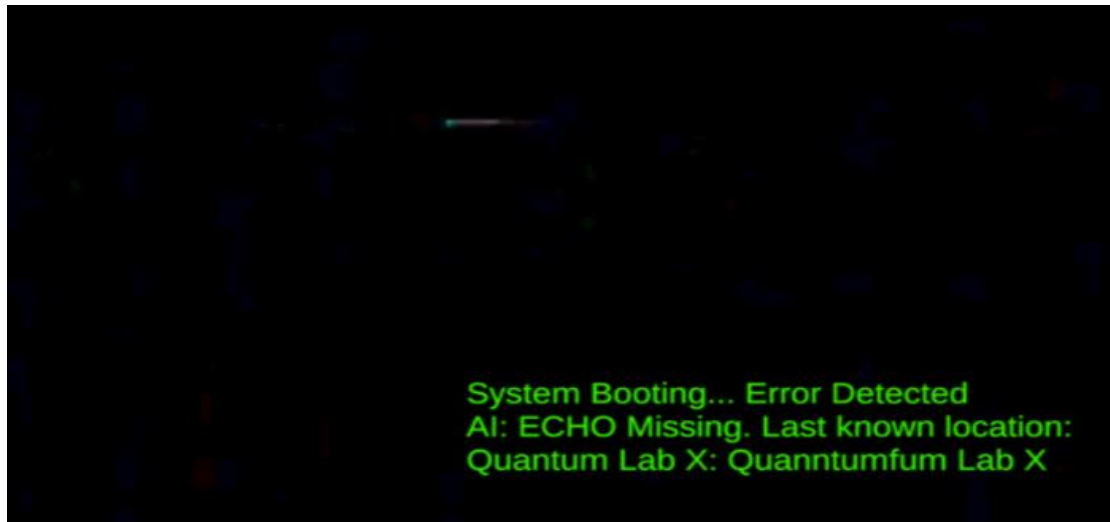 System Booting... Error Detected
AI: ECHO Missing. Last known location:
Quantum Lab X: Quanntumfum Lab X